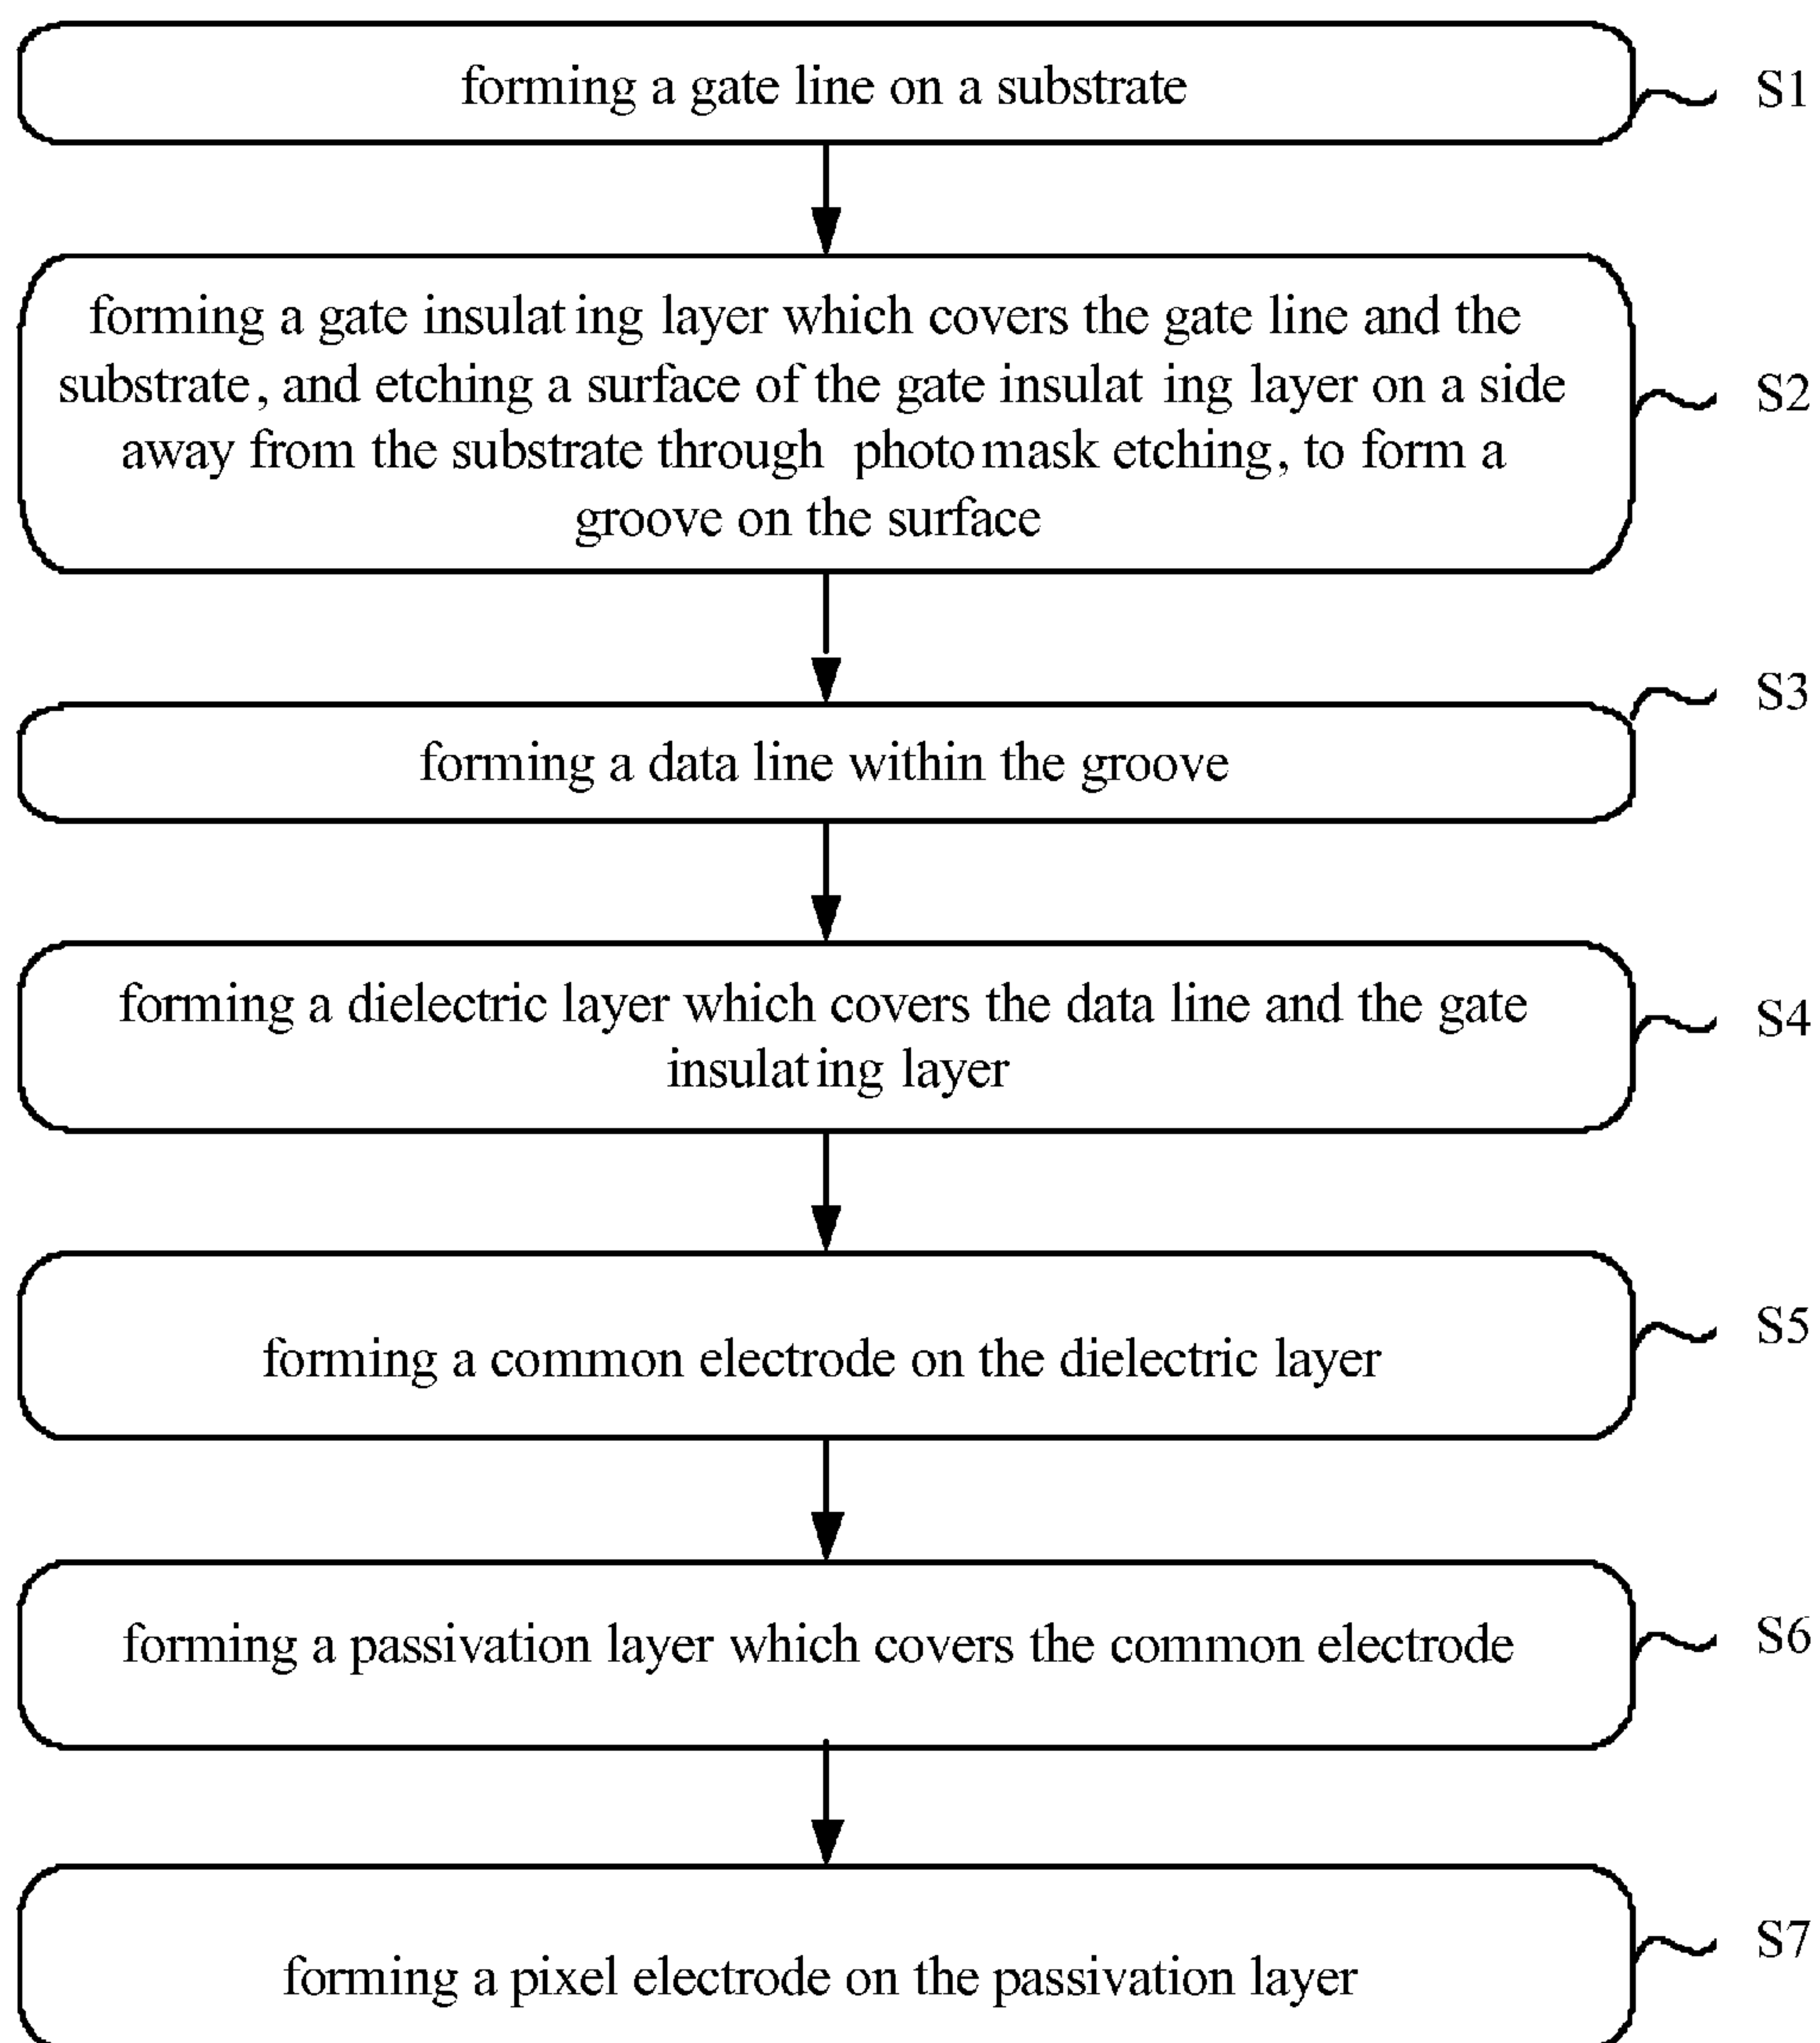 forming a gate line on a substrate
S1
forming a gate insulating layer which covers the gate line and the
substrate, and etching a surface of the gate insulat ing layer on a side
away from the substrate through photomask etching, to form a
groove on the surface
S2
S3
forming a data line within the groove
forming a dielectric layer which covers the data line and the gate
insulating layer
S4
forming a common electrode on the dielectric layer
S5
forming a passivation layer which covers the common electrode
S6
forming a pixel electrode on the passivation layer
S7